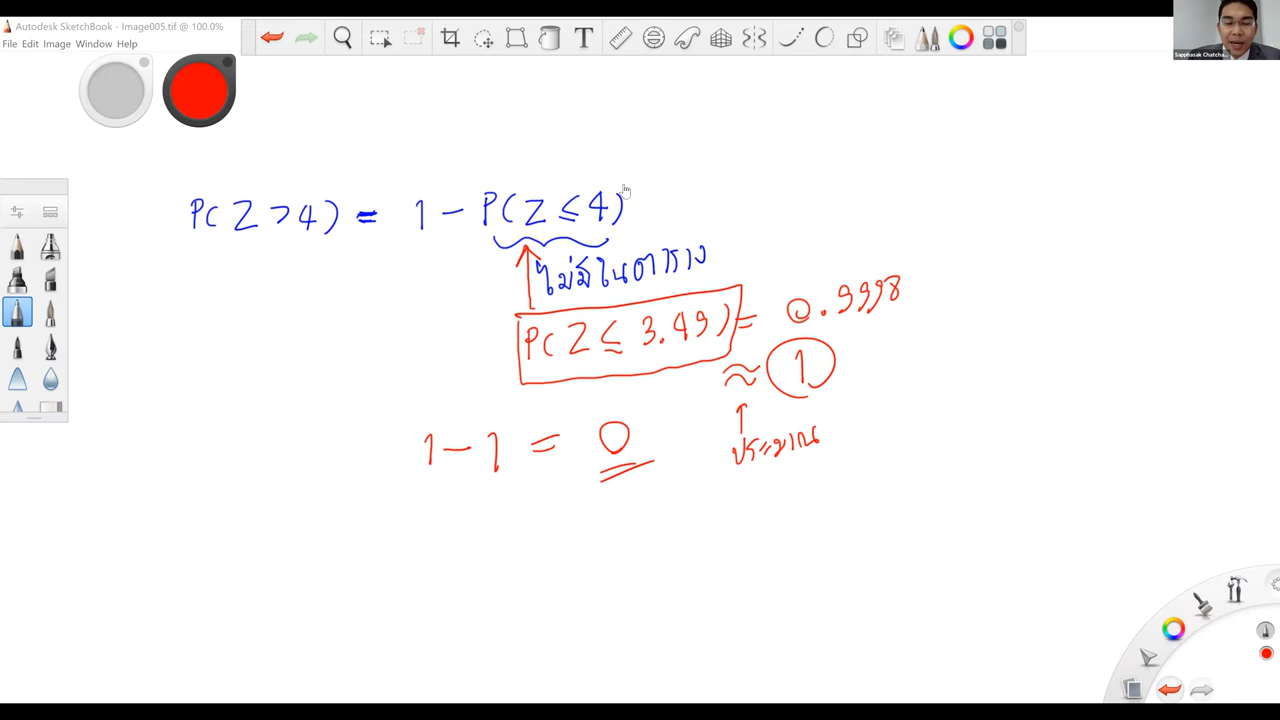 Autodesk SketchBook - Image005.tif @ 100.0%
File Edit Image Window Help
Sapphasak Chatcha...
P(Z > 4) = 1 - P(Z ≤ 4)
ไม่มีในตาราง
P(Z ≤ 3.49) = 0.9998
≈ 1
1 - 1 = 0
ประมาณ